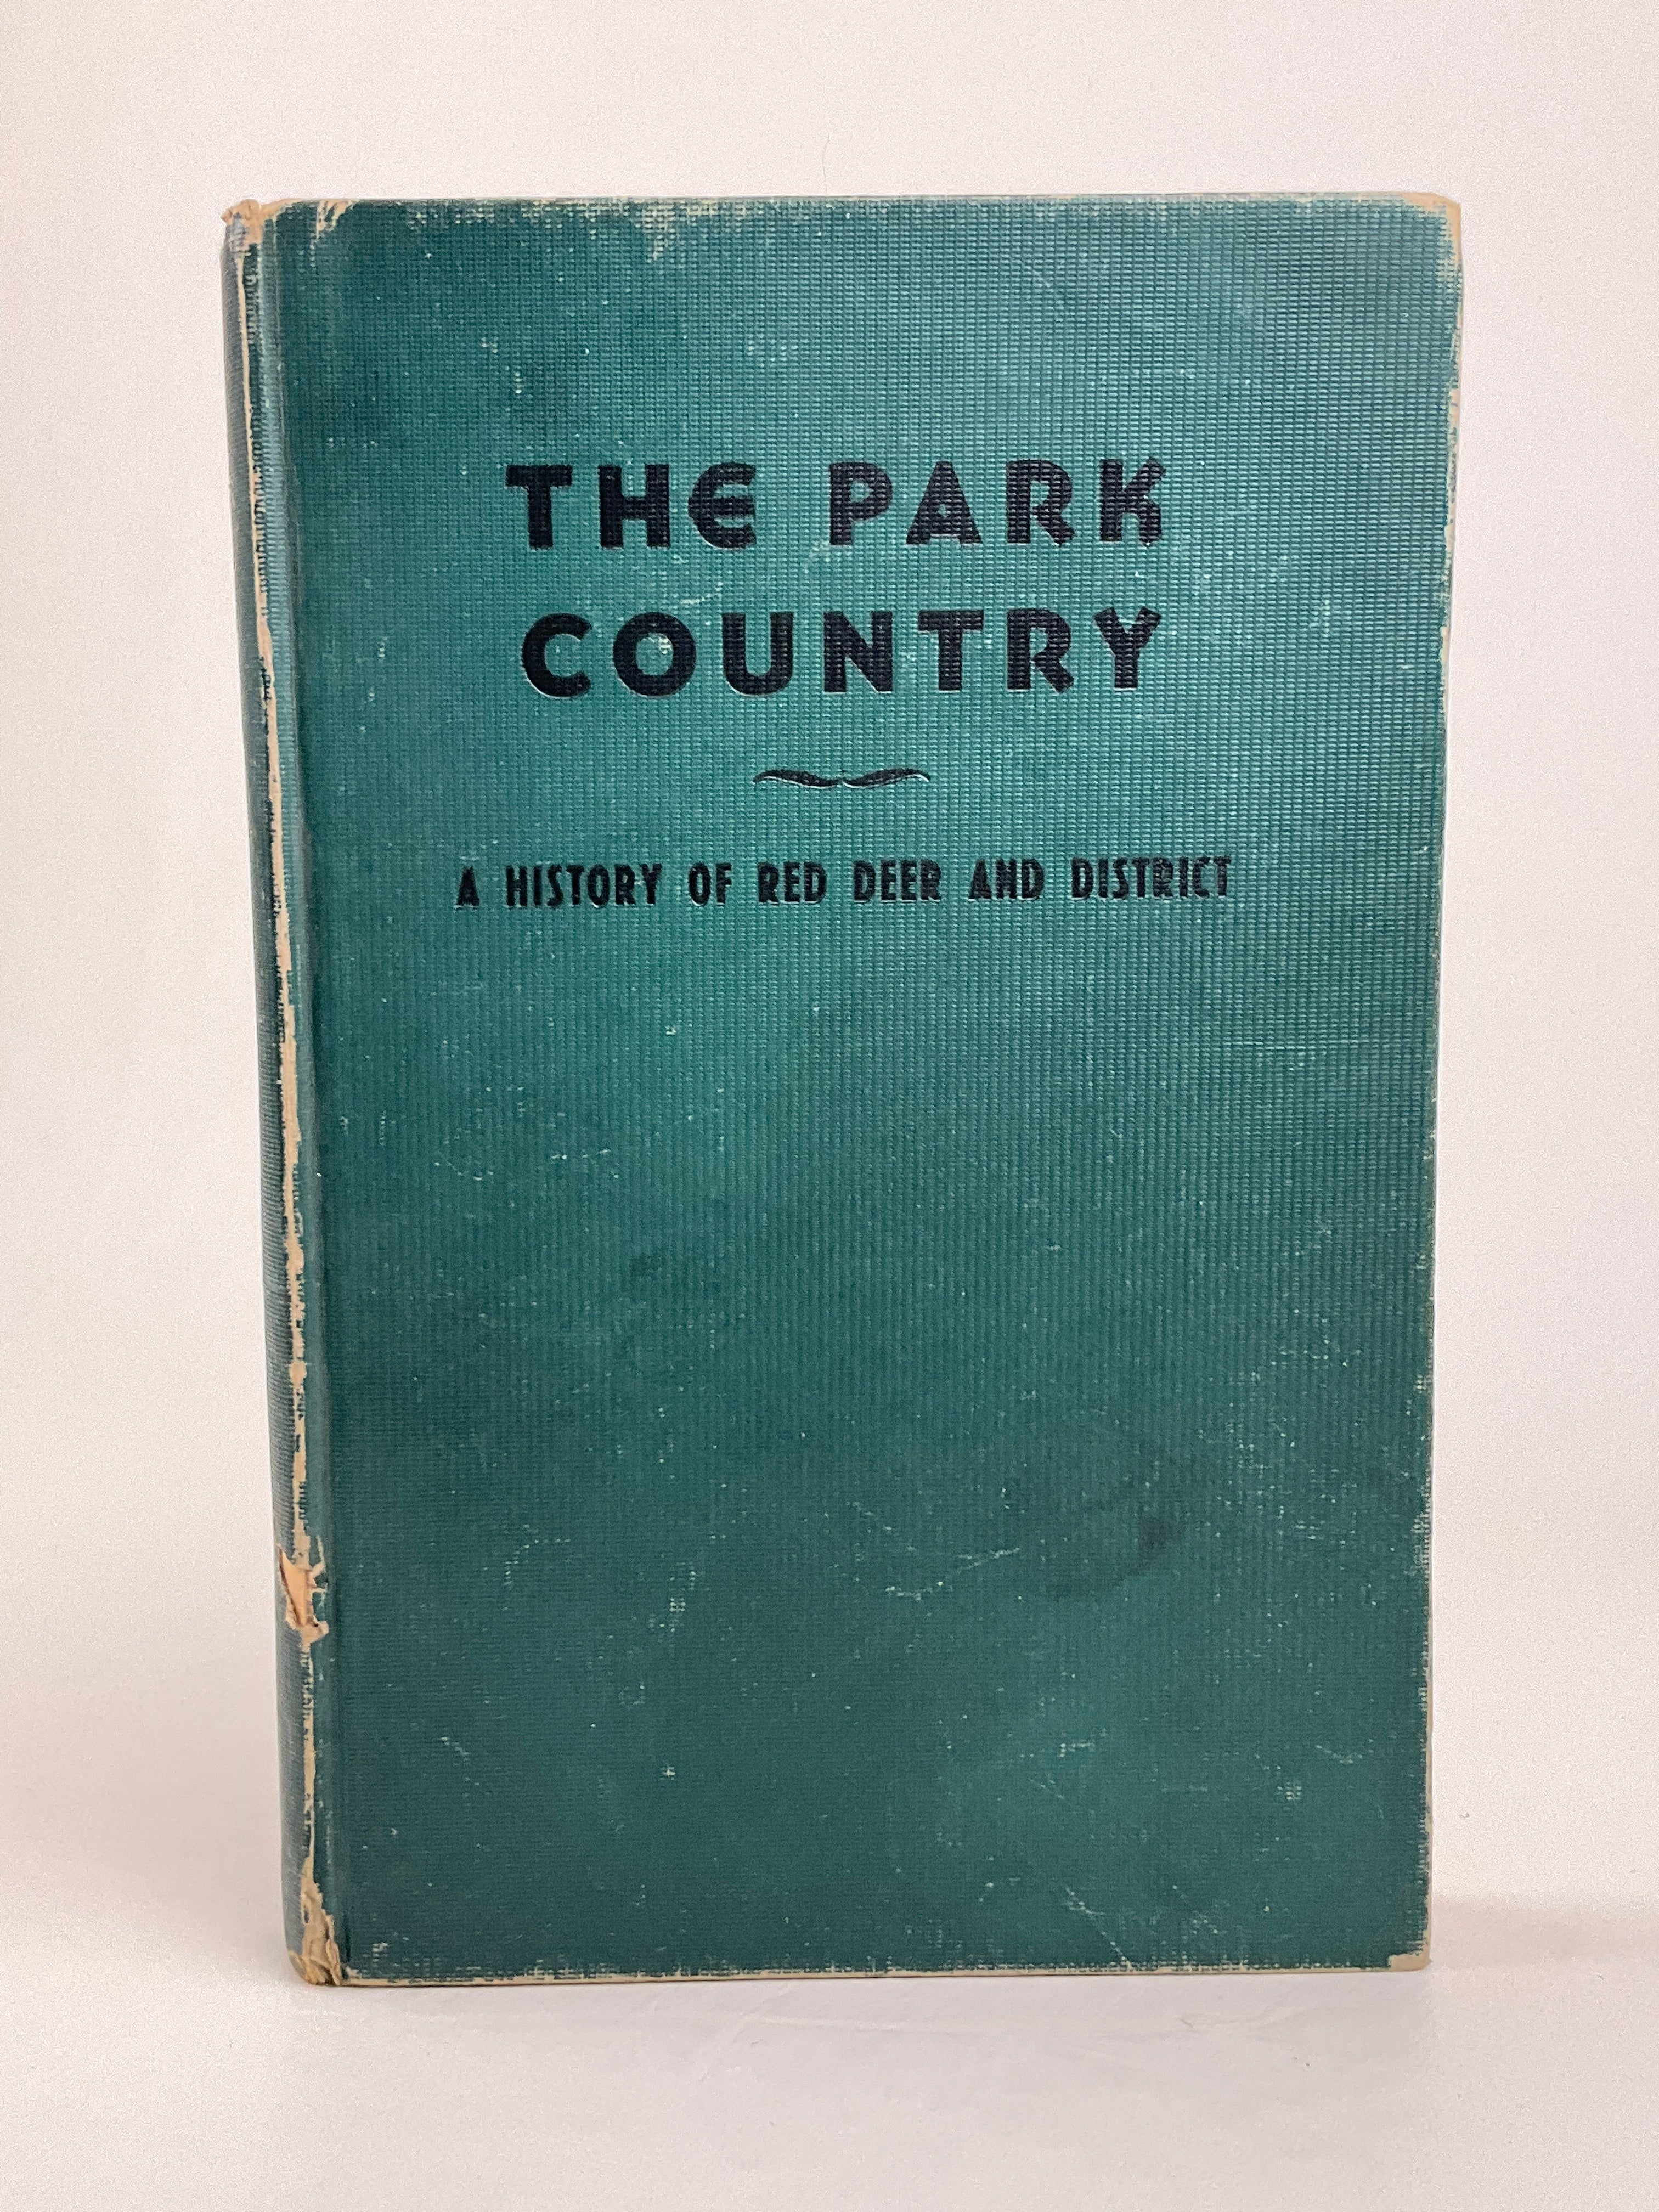 THE PARK
COUNTRY
A HISTORY OF RED DEER AND DISTRICT